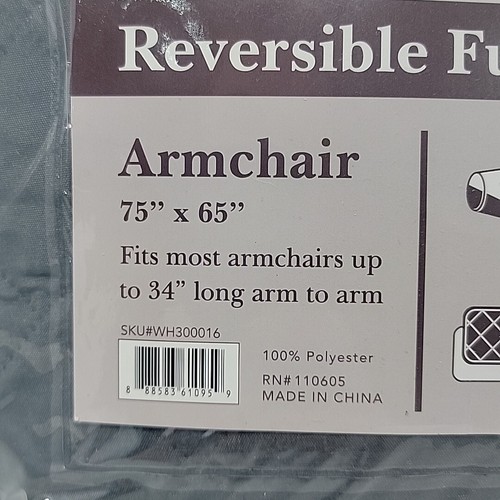 Reversible Fu
Armchair
75” x 65”
Fits most armchairs up
to 34” long arm to arm
SKU#WH300016
8 88583 61095 9
100% Polyester
RN#110605
MADE IN CHINA